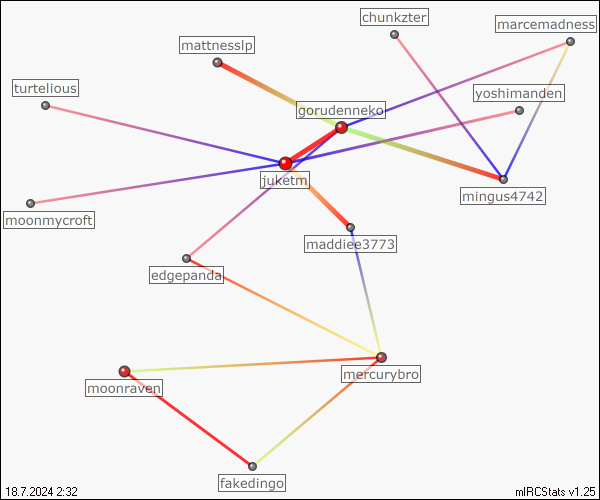 chunkzter
marcemadness
mattnesslp
turtelious
yoshimanden
gorudenneko
juketm
mingus4742
moonmycroft
maddiee3773
edgepanda
mercurybro
moonraven
fakedingo
18.7.2024 2:32
mIRCStats v1.25